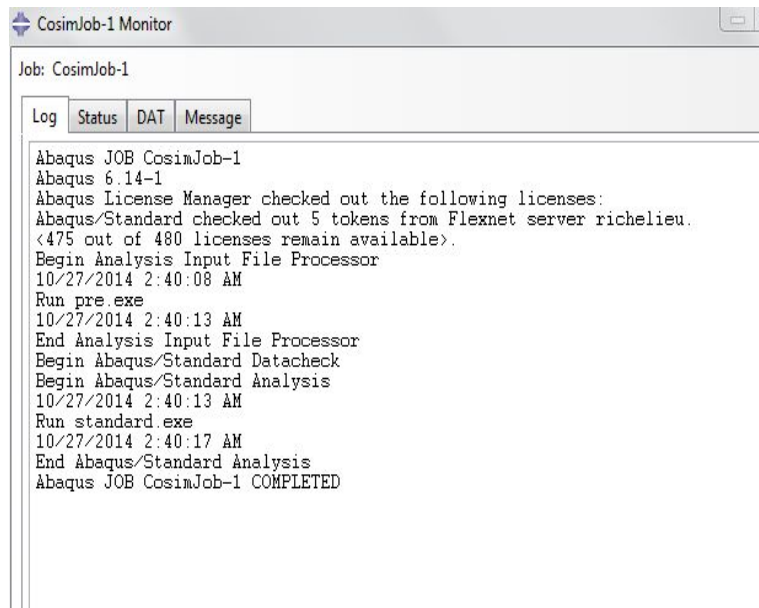 CosimJob-1 Monitor
Job: CosimJob-1
Log Status DAT Message
Abaqus JOB CosimJob-1
Abaqus 6.14-1
Abaqus License Manager checked out the following licenses:
Abaqus/Standard checked out 5 tokens from Flexnet server richelieu.
<475 out of 480 licenses remain available>.
Begin Analysis Input File Processor
10/27/2014 2:40:08 AM
Run pre.exe
10/27/2014 2:40:13 AM
End Analysis Input File Processor
Begin Abaqus/Standard Datacheck
Begin Abaqus/Standard Analysis
10/27/2014 2:40:13 AM
Run standard.exe
10/27/2014 2:40:17 AM
End Abaqus/Standard Analysis
Abaqus JOB CosimJob-1 COMPLETED